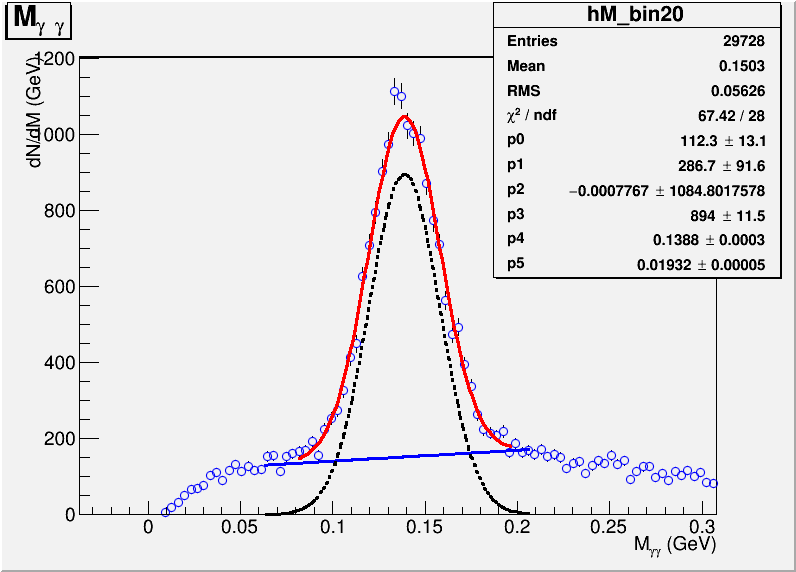 Mγ γ
hM_bin20
Entries 29728
Mean 0.1503
RMS 0.05626
χ² / ndf 67.42 / 28
p0 112.3 ± 13.1
p1 286.7 ± 91.6
p2 −0.0007767 ± 1084.8017578
p3 894 ± 11.5
p4 0.1388 ± 0.0003
p5 0.01932 ± 0.00005
dN/dM (GeV)
1200
1000
800
600
400
200
0
0 0.05 0.1 0.15 0.2 0.25 0.3
Mγγ (GeV)